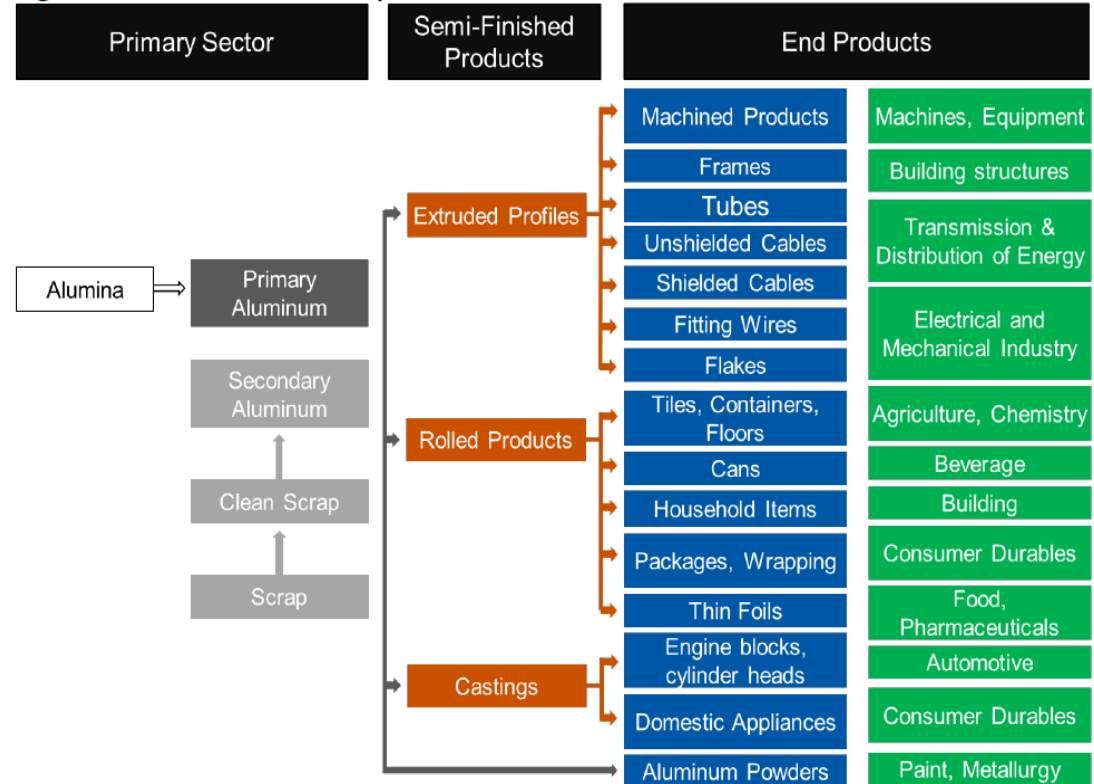 Primary Sector
Semi-Finished
Products
End Products
Alumina
Primary
Aluminum
Secondary
Aluminum
Clean Scrap
Scrap
Extruded Profiles
Rolled Products
Castings
Machined Products
Frames
Tubes
Unshielded Cables
Shielded Cables
Fitting Wires
Flakes
Tiles, Containers,
Floors
Cans
Household Items
Packages, Wrapping
Thin Foils
Engine blocks,
cylinder heads
Domestic Appliances
Aluminum Powders
Machines, Equipment
Building structures
Transmission &
Distribution of Energy
Electrical and
Mechanical Industry
Agriculture, Chemistry
Beverage
Building
Consumer Durables
Food,
Pharmaceuticals
Automotive
Consumer Durables
Paint, Metallurgy